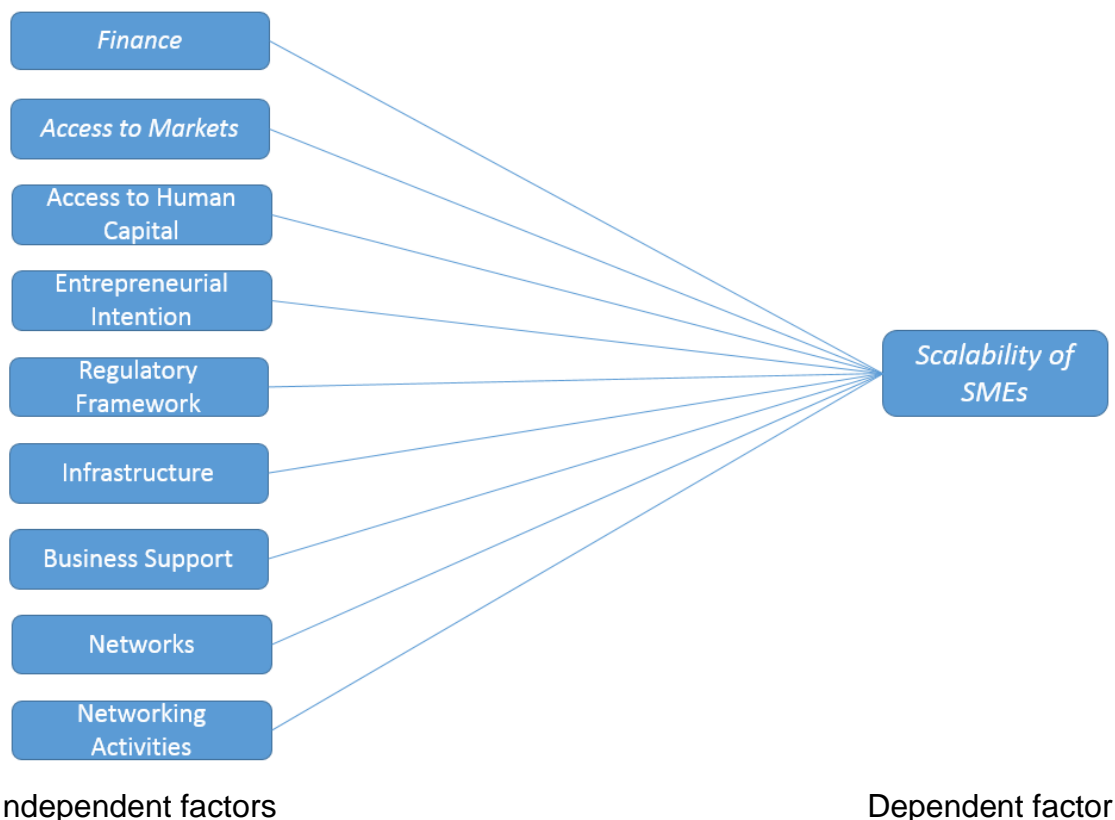 Finance
Access to Markets
Access to Human
Capital
Entrepreneurial
Intention
Regulatory
Framework
Infrastructure
Business Support
Networks
Networking
Activities
Scalability of
SMEs
ndependent factors
Dependent factor